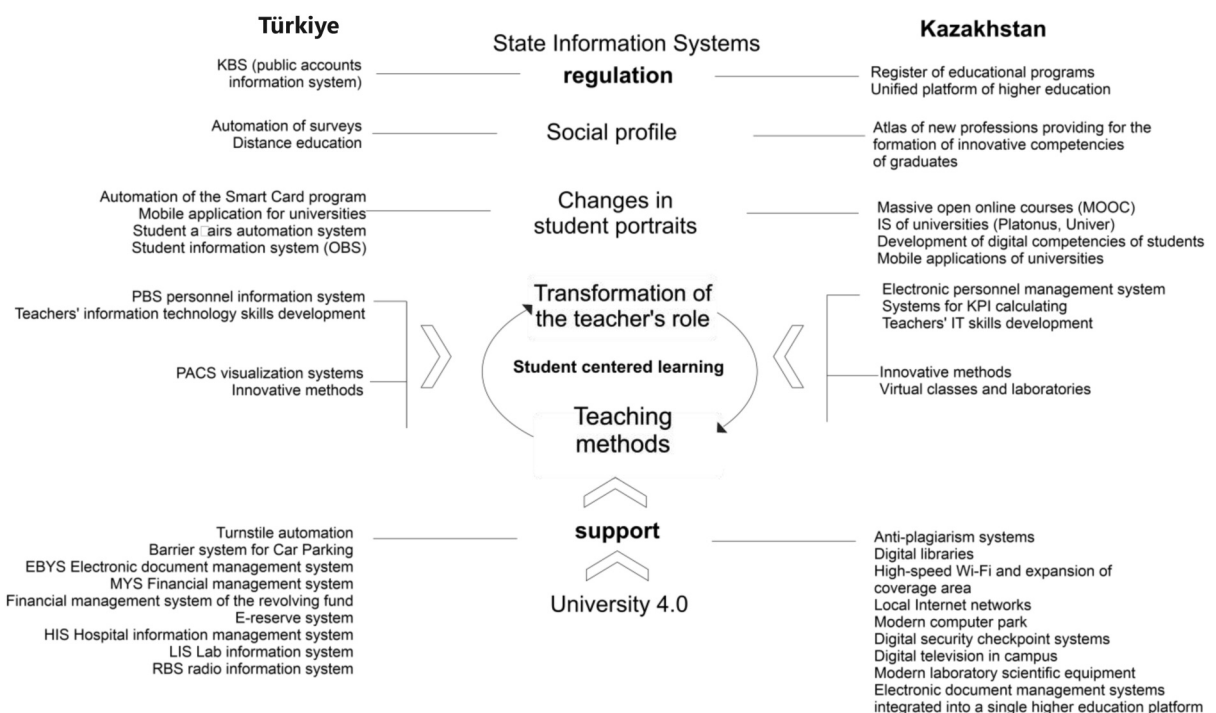 Türkiye
State Information Systems
regulation
Kazakhstan
KBS (public accounts
information system)
Register of educational programs
Unified platform of higher education
Automation of surveys
Distance education
Social profile
Atlas of new professions providing for the
formation of innovative competencies
of graduates
Automation of the Smart Card program
Mobile application for universities
Student a□airs automation system
Student information system (OBS)
Changes in
student portraits
Massive open online courses (MOOC)
IS of universities (Platonus, Univer)
Development of digital competencies of students
Mobile applications of universities
PBS personnel information system
Teachers' information technology skills development
Transformation of
the teacher's role
Electronic personnel management system
Systems for KPI calculating
Teachers' IT skills development
Student centered learning
PACS visualization systems
Innovative methods
Innovative methods
Virtual classes and laboratories
Teaching
methods
support
University 4.0
Turnstile automation
Barrier system for Car Parking
EBYS Electronic document management system
MYS Financial management system
Financial management system of the revolving fund
E-reserve system
HIS Hospital information management system
LIS Lab information system
RBS radio information system
Anti-plagiarism systems
Digital libraries
High-speed Wi-Fi and expansion of
coverage area
Local Internet networks
Modern computer park
Digital security checkpoint systems
Digital television in campus
Modern laboratory scientific equipment
Electronic document management systems
integrated into a single higher education platform